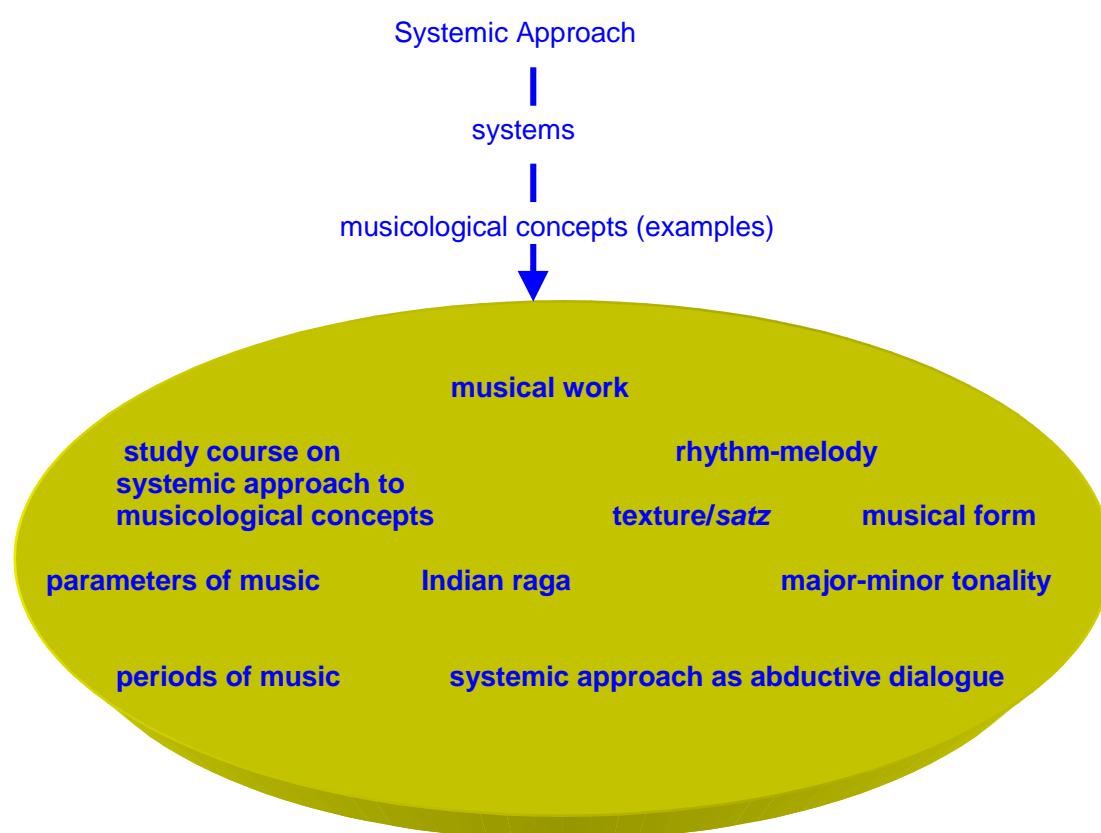 Systemic Approach
systems
musicological concepts (examples)
musical work
study course on
systemic approach to
musicological concepts
rhythm-melody
texture/satz
musical form
parameters of music
Indian raga
major-minor tonality
periods of music
systemic approach as abductive dialogue